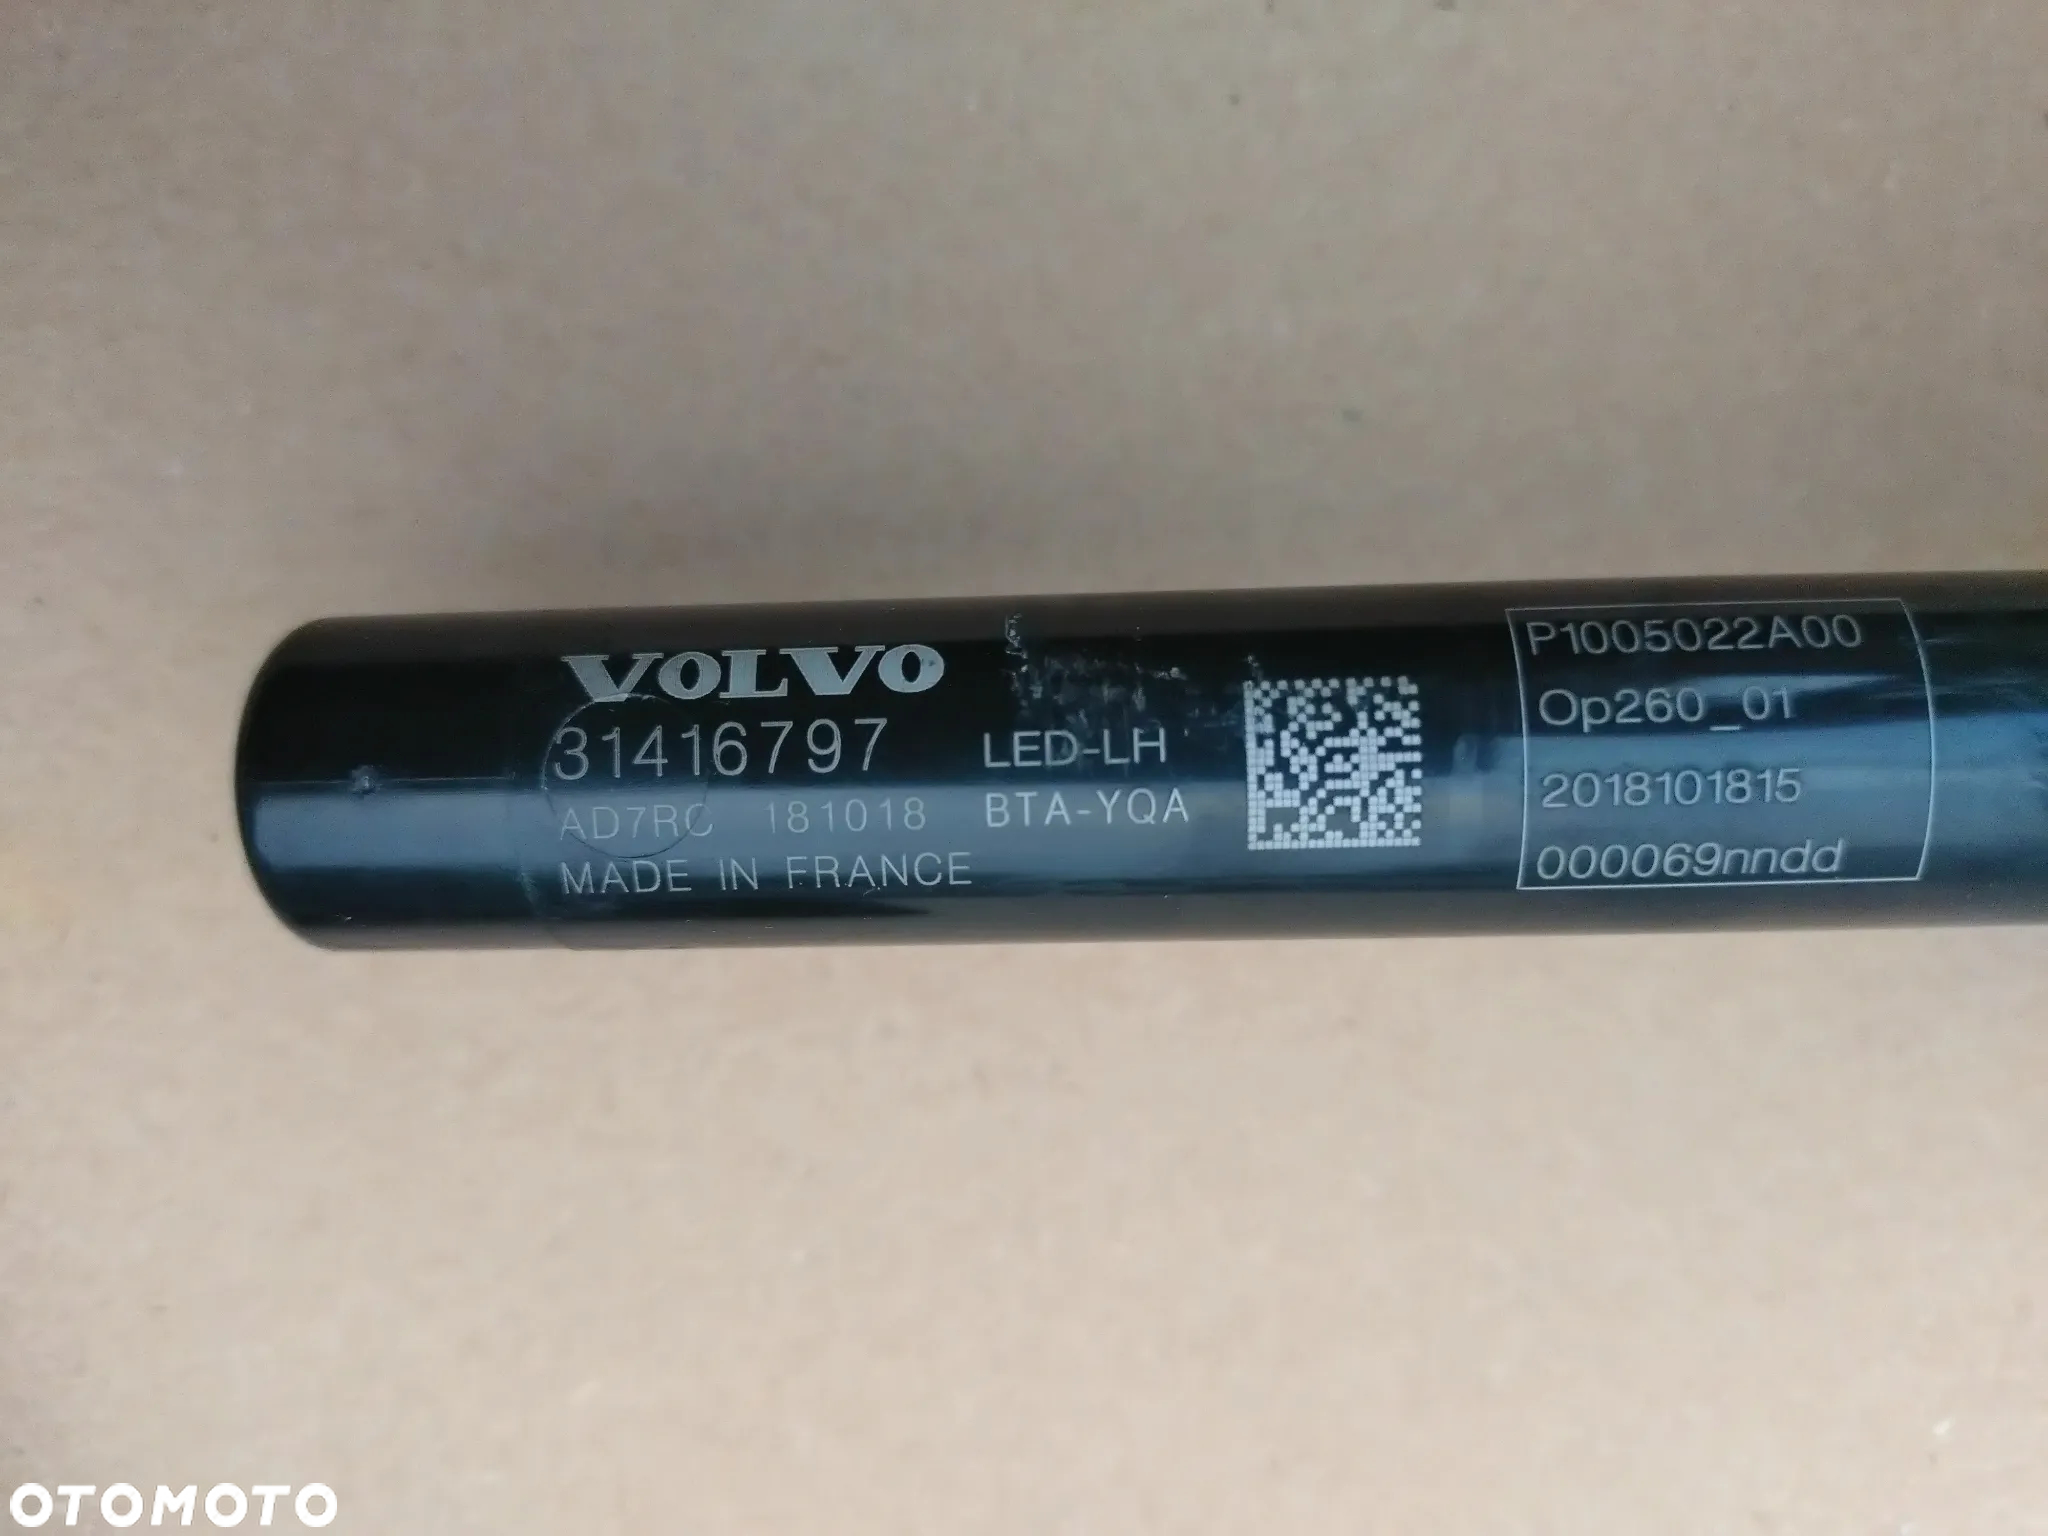 VOLVO
31416797
AD7RC 181018
MADE IN FRANCE
LED-LH
BTA-YQA
P1005022A00
Op260_01
2018101815
000069nndd
OTOMOTO